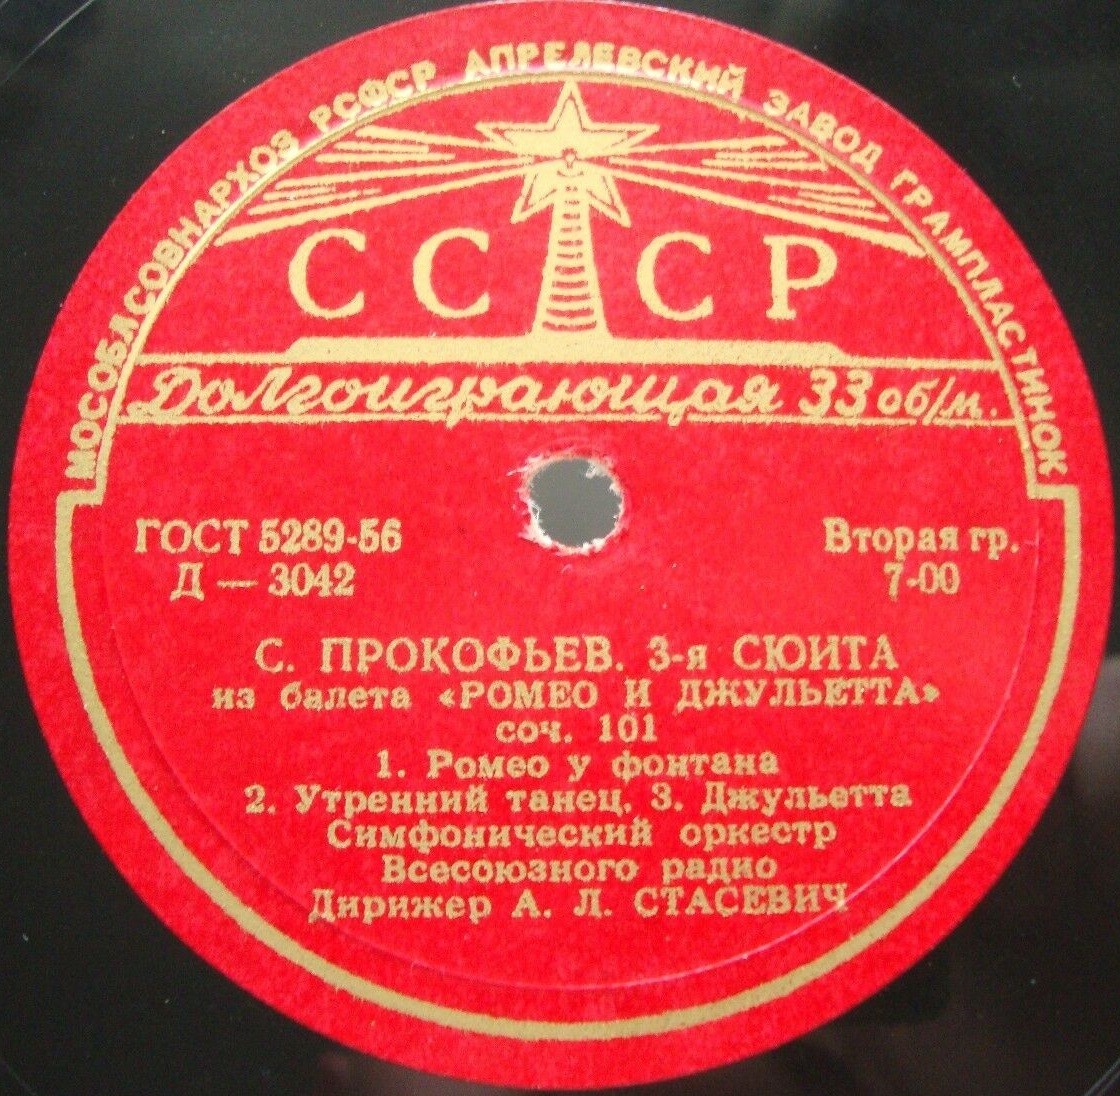 МОСОБЛСОВНАРХОЗ РСФСР АПРЕЛЕВСКИЙ ЗАВОД ГРАМПЛАСТИНОК
СССР
Долгоиграющая 33 об/м.
ГОСТ 5289-56
Д — 3042
Вторая гр.
7-00
С. ПРОКОФЬЕВ. 3-я СЮИТА
из балета «РОМЕО И ДЖУЛЬЕТТА»
соч. 101
1. Ромео у фонтана
2. Утренний танец. 3. Джульетта
Симфонический оркестр
Всесоюзного радио
Дирижер А. Л. СТАСЕВИЧ